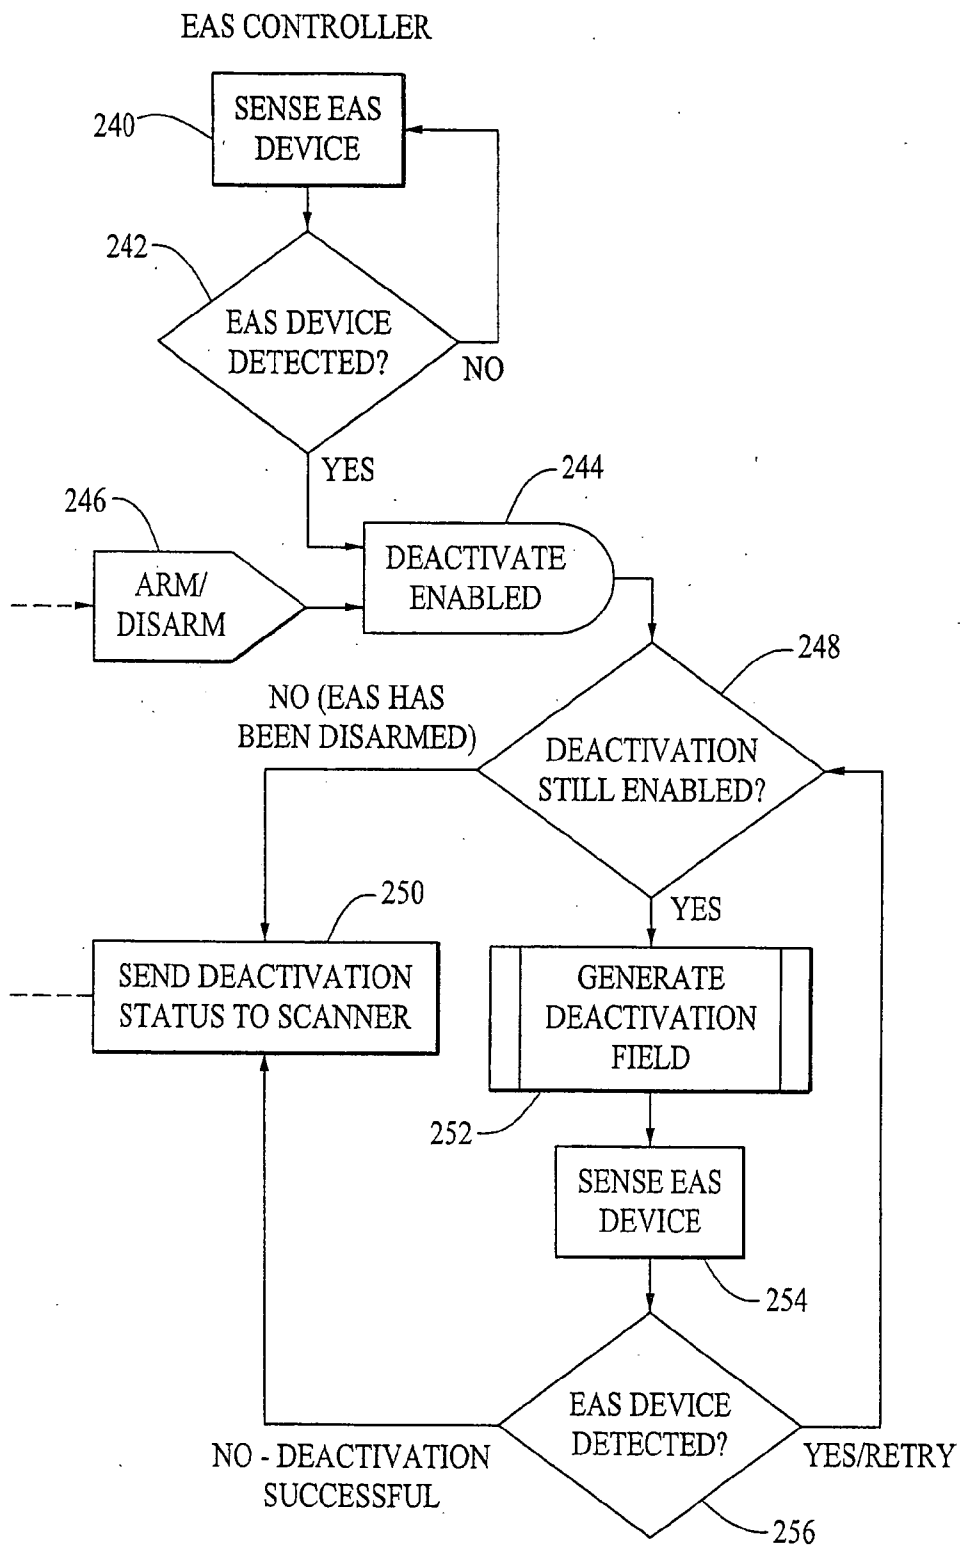 EAS CONTROLLER
SENSE EAS
DEVICE
240
242
EAS DEVICE
DETECTED?
NO
YES
244
246
DEACTIVATE
ENABLED
ARM/
DISARM
248
NO (EAS HAS
BEEN DISARMED)
DEACTIVATION
STILL ENABLED?
250
YES
SEND DEACTIVATION
STATUS TO SCANNER
GENERATE
DEACTIVATION
FIELD
252
SENSE EAS
DEVICE
254
EAS DEVICE
DETECTED?
NO - DEACTIVATION
SUCCESSFUL
YES/RETRY
256